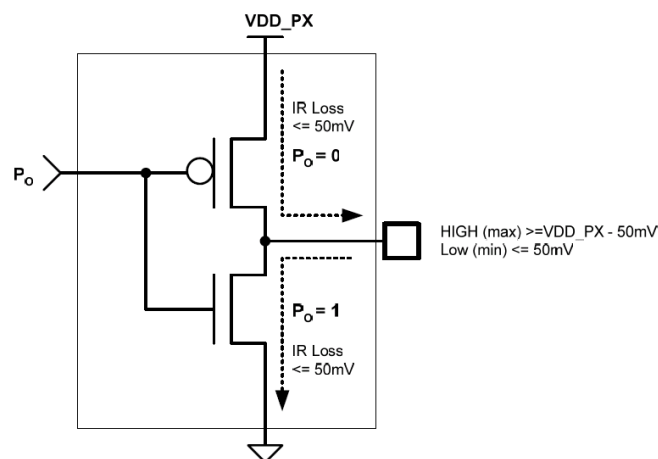 VDD_PX
IR Loss
<= 50mV
Po = 0
Po
HIGH (max) >=VDD_PX - 50mV
Low (min) <= 50mV
Po = 1
IR Loss
<= 50mV